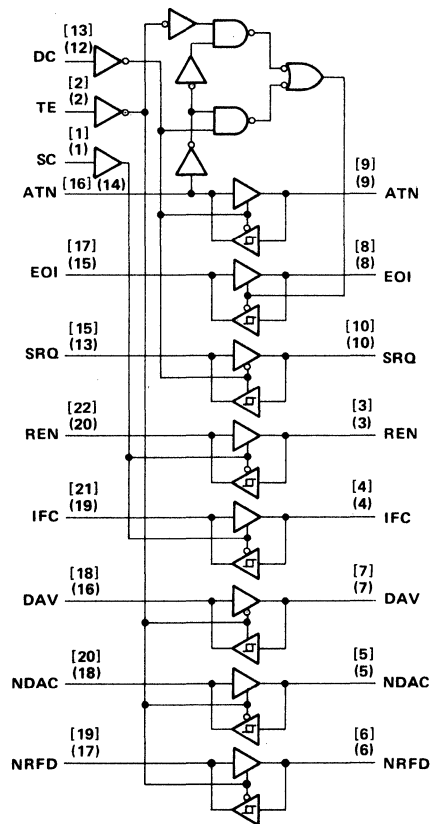 [13]
DC (12)
[2]
TE (2)
[1]
SC (1)
ATN [16] (14) [9] (9) ATN
[17] [8]
EOI (15) (8) EOI
[15] [10]
SRQ (13) (10) SRQ
[22] [3]
REN (20) (3) REN
[21] [4]
IFC (19) (4) IFC
[18] [7]
DAV (16) (7) DAV
[20] [5]
NDAC (18) (5) NDAC
[19] [6]
NRFD (17) (6) NRFD